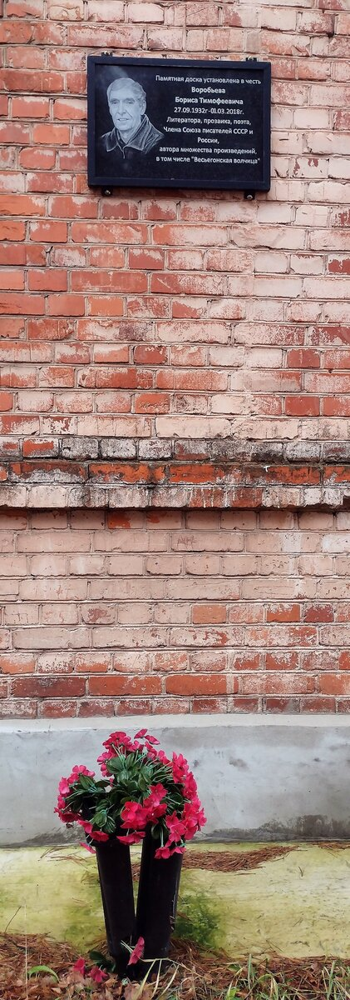 Памятная доска установлена в честь
Воробьева
Бориса Тимофеевича
27.09.1932г-01.03.2018г.
Литератора, прозаика, поэта,
Члена Союза писателей СССР и
России,
автора множества произведений,
в том числе "Весьегонская волчица"